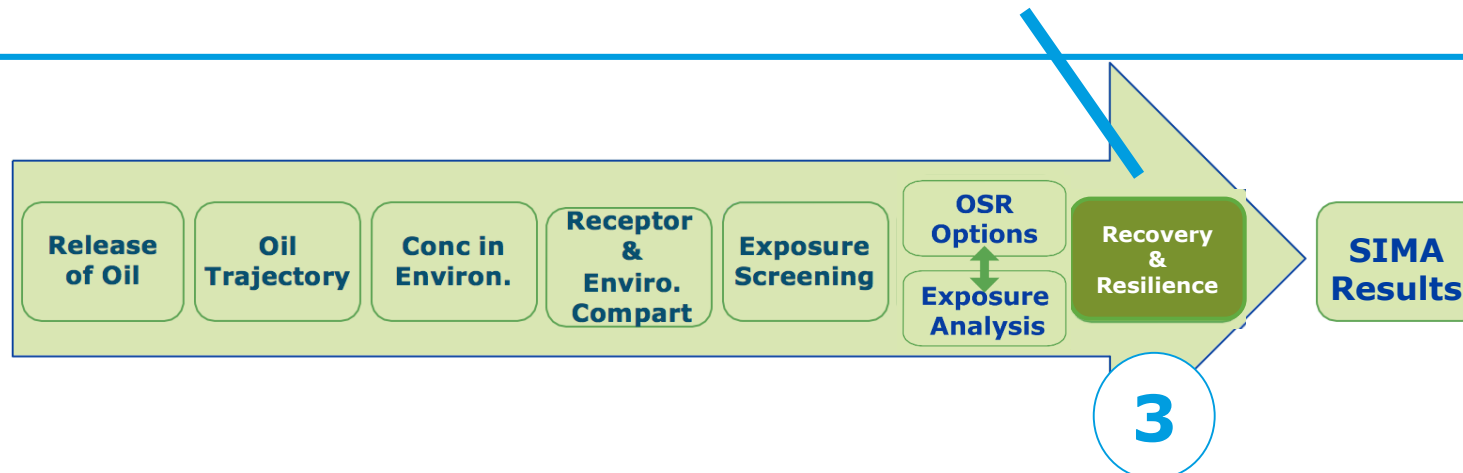 Release
of Oil
Oil
Trajectory
Conc in
Environ.
Receptor
&
Enviro.
Compart
Exposure
Screening
OSR
Options
Exposure
Analysis
Recovery
&
Resilience
SIMA
Results
3